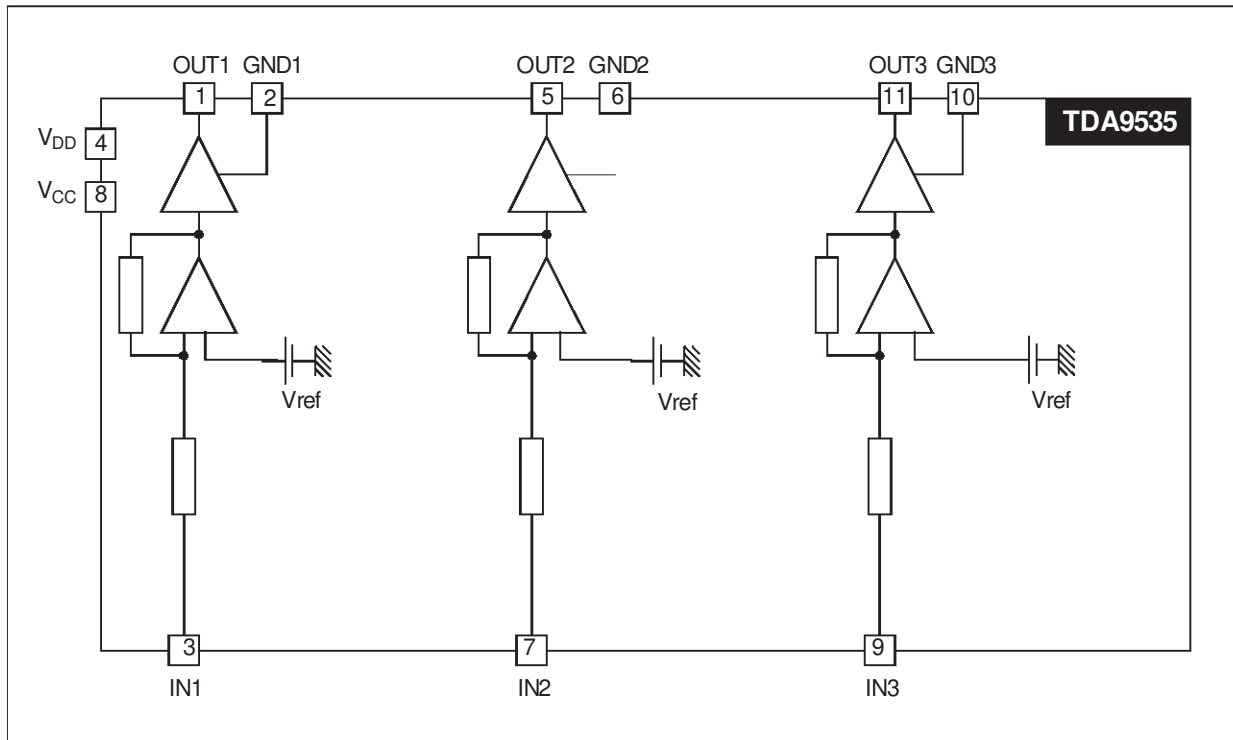 OUT1 GND1 OUT2 GND2 OUT3 GND3
1 2 5 6 11 10
TDA9535
VDD 4
VCC 8
Vref Vref Vref
3 7 9
IN1 IN2 IN3